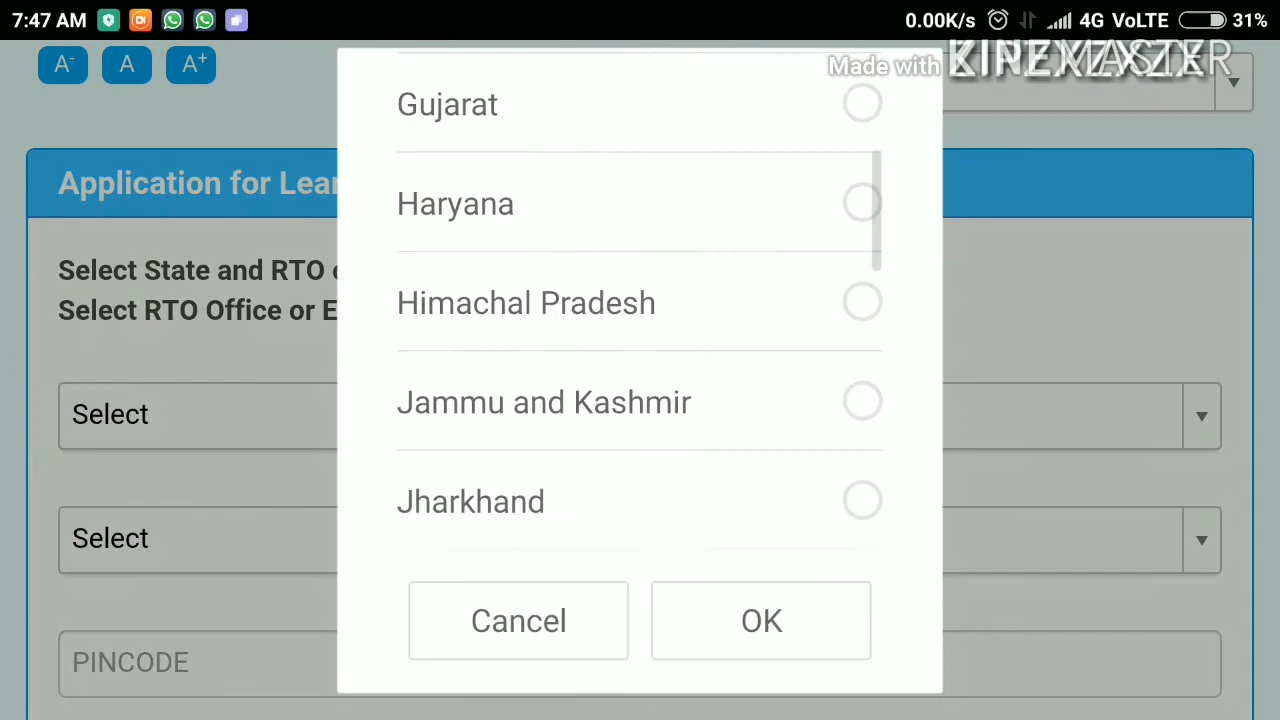 7:47 AM
0.00K/s 4G VoLTE 31%
A- A A+
Made with KINEMASTER
Gujarat
Application for Lear
Haryana
Select State and RTO
Select RTO Office or E
Himachal Pradesh
Select
Jammu and Kashmir
Jharkhand
Select
Cancel OK
PINCODE